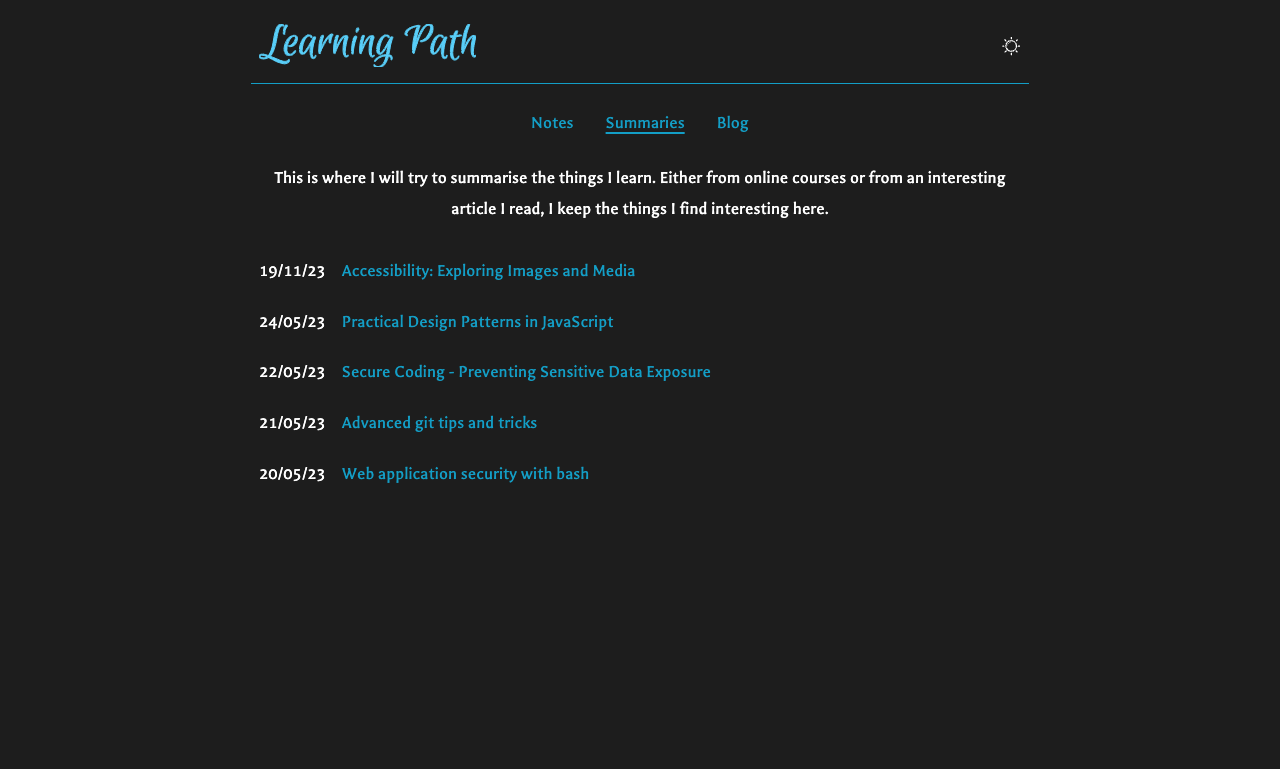 Learning Path
Notes Summaries Blog
This is where I will try to summarise the things I learn. Either from online courses or from an interesting
article I read, I keep the things I find interesting here.
19/11/23 Accessibility: Exploring Images and Media
24/05/23 Practical Design Patterns in JavaScript
22/05/23 Secure Coding - Preventing Sensitive Data Exposure
21/05/23 Advanced git tips and tricks
20/05/23 Web application security with bash